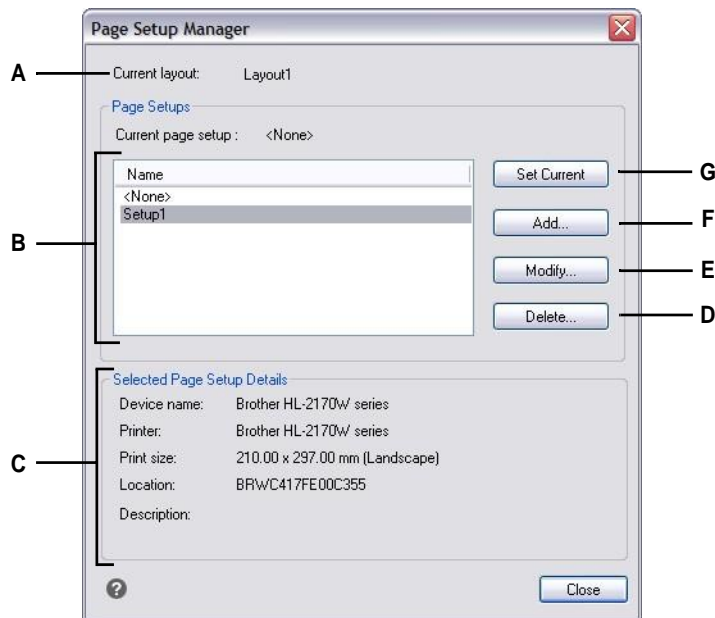 Page Setup Manager
A
Current layout: Layout1
Page Setups
Current page setup : <None>
Name
<None>
Setup1
B
Set Current
G
Add...
F
Modify...
E
Delete...
D
Selected Page Setup Details
Device name: Brother HL-2170W series
Printer: Brother HL-2170W series
Print size: 210.00 x 297.00 mm (Landscape)
C
Location: BRWC417FE00C355
Description:
?
Close